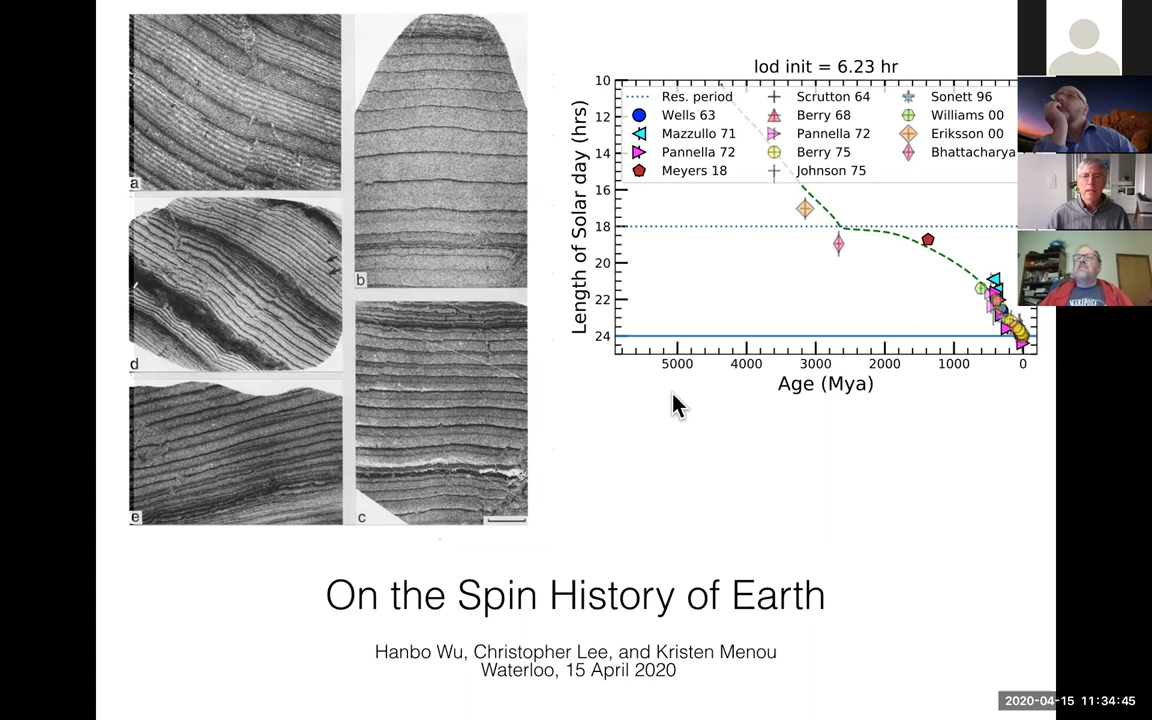 a
b
d
c
e
lod init = 6.23 hr
Length of Solar day (hrs)
10
12
14
16
18
20
22
24
Res. period
Wells 63
Mazzullo 71
Pannella 72
Meyers 18
Scrutton 64
Berry 68
Pannella 72
Berry 75
Johnson 75
Sonett 96
Williams 00
Eriksson 00
Bhattacharya
5000 4000 3000 2000 1000 0
Age (Mya)
MARIPOSA
On the Spin History of Earth
Hanbo Wu, Christopher Lee, and Kristen Menou
Waterloo, 15 April 2020
2020-04-15 11:34:45